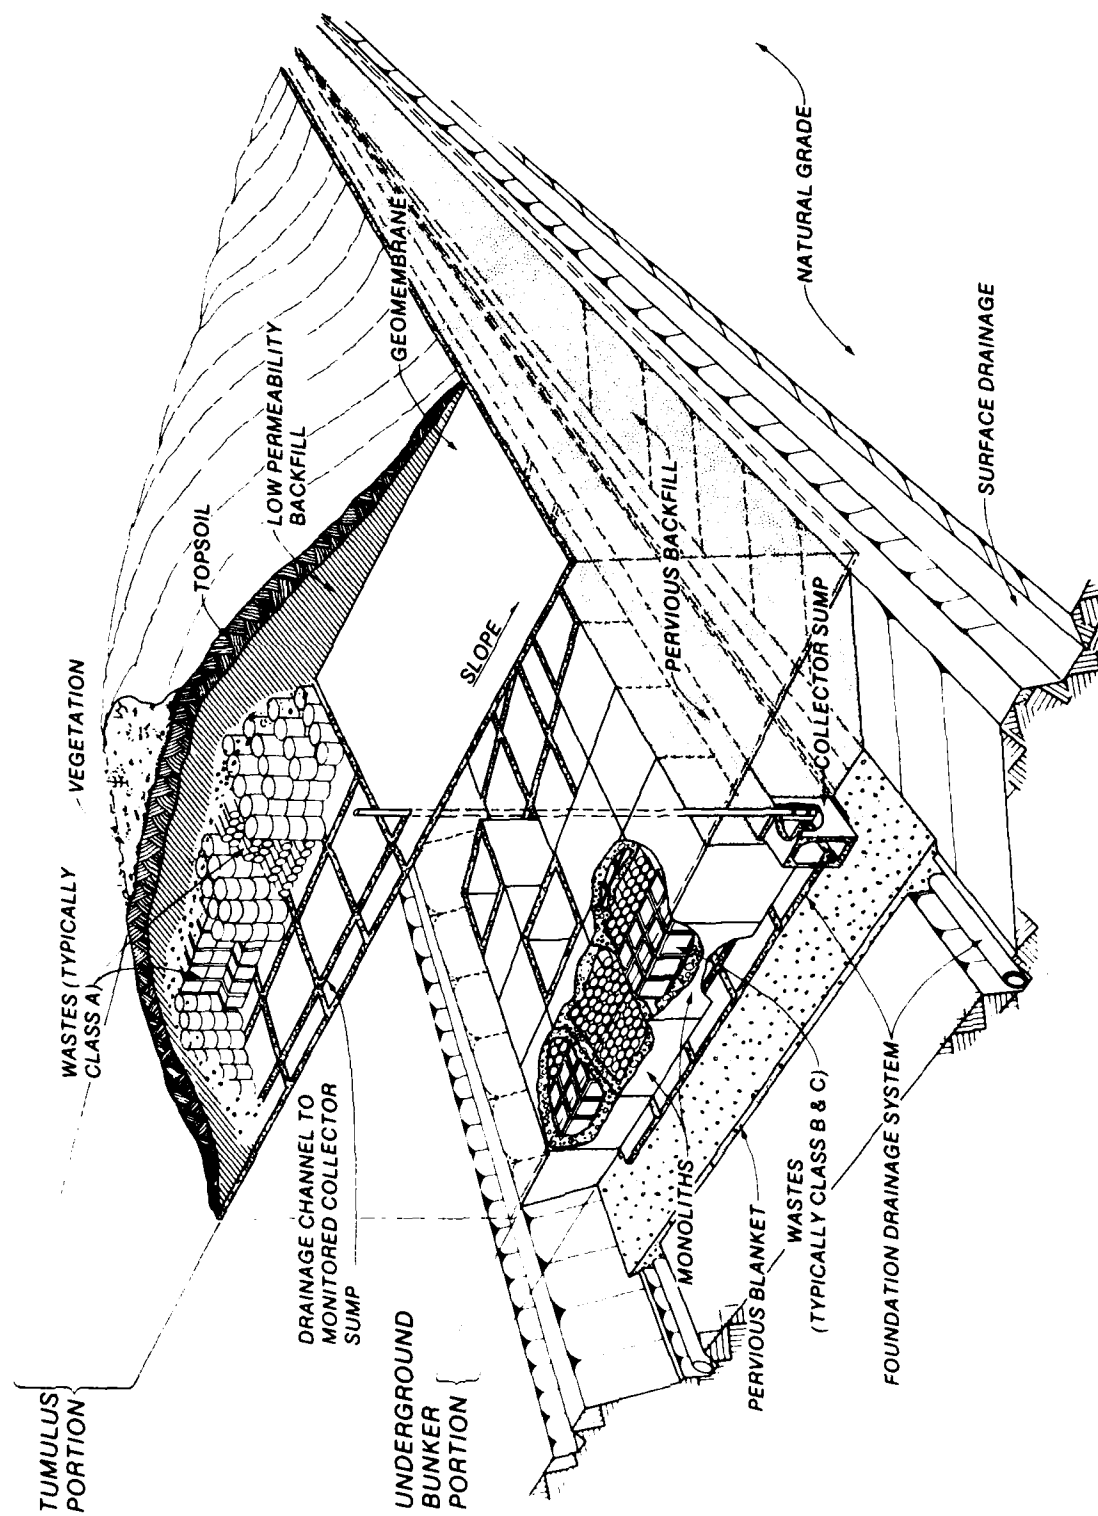 TUMULUS
PORTION
WASTES (TYPICALLY
CLASS A)
VEGETATION
TOPSOIL
LOW PERMEABILITY
BACKFILL
GEOMEMBRANE
DRAINAGE CHANNEL TO
MONITORED COLLECTOR
SUMP
SLOPE
UNDERGROUND
BUNKER
PORTION
PERVIOUS BACKFILL
NATURAL GRADE
MONOLITHS
COLLECTOR SUMP
PERVIOUS BLANKET
WASTES
(TYPICALLY CLASS B & C)
FOUNDATION DRAINAGE SYSTEM
SURFACE DRAINAGE